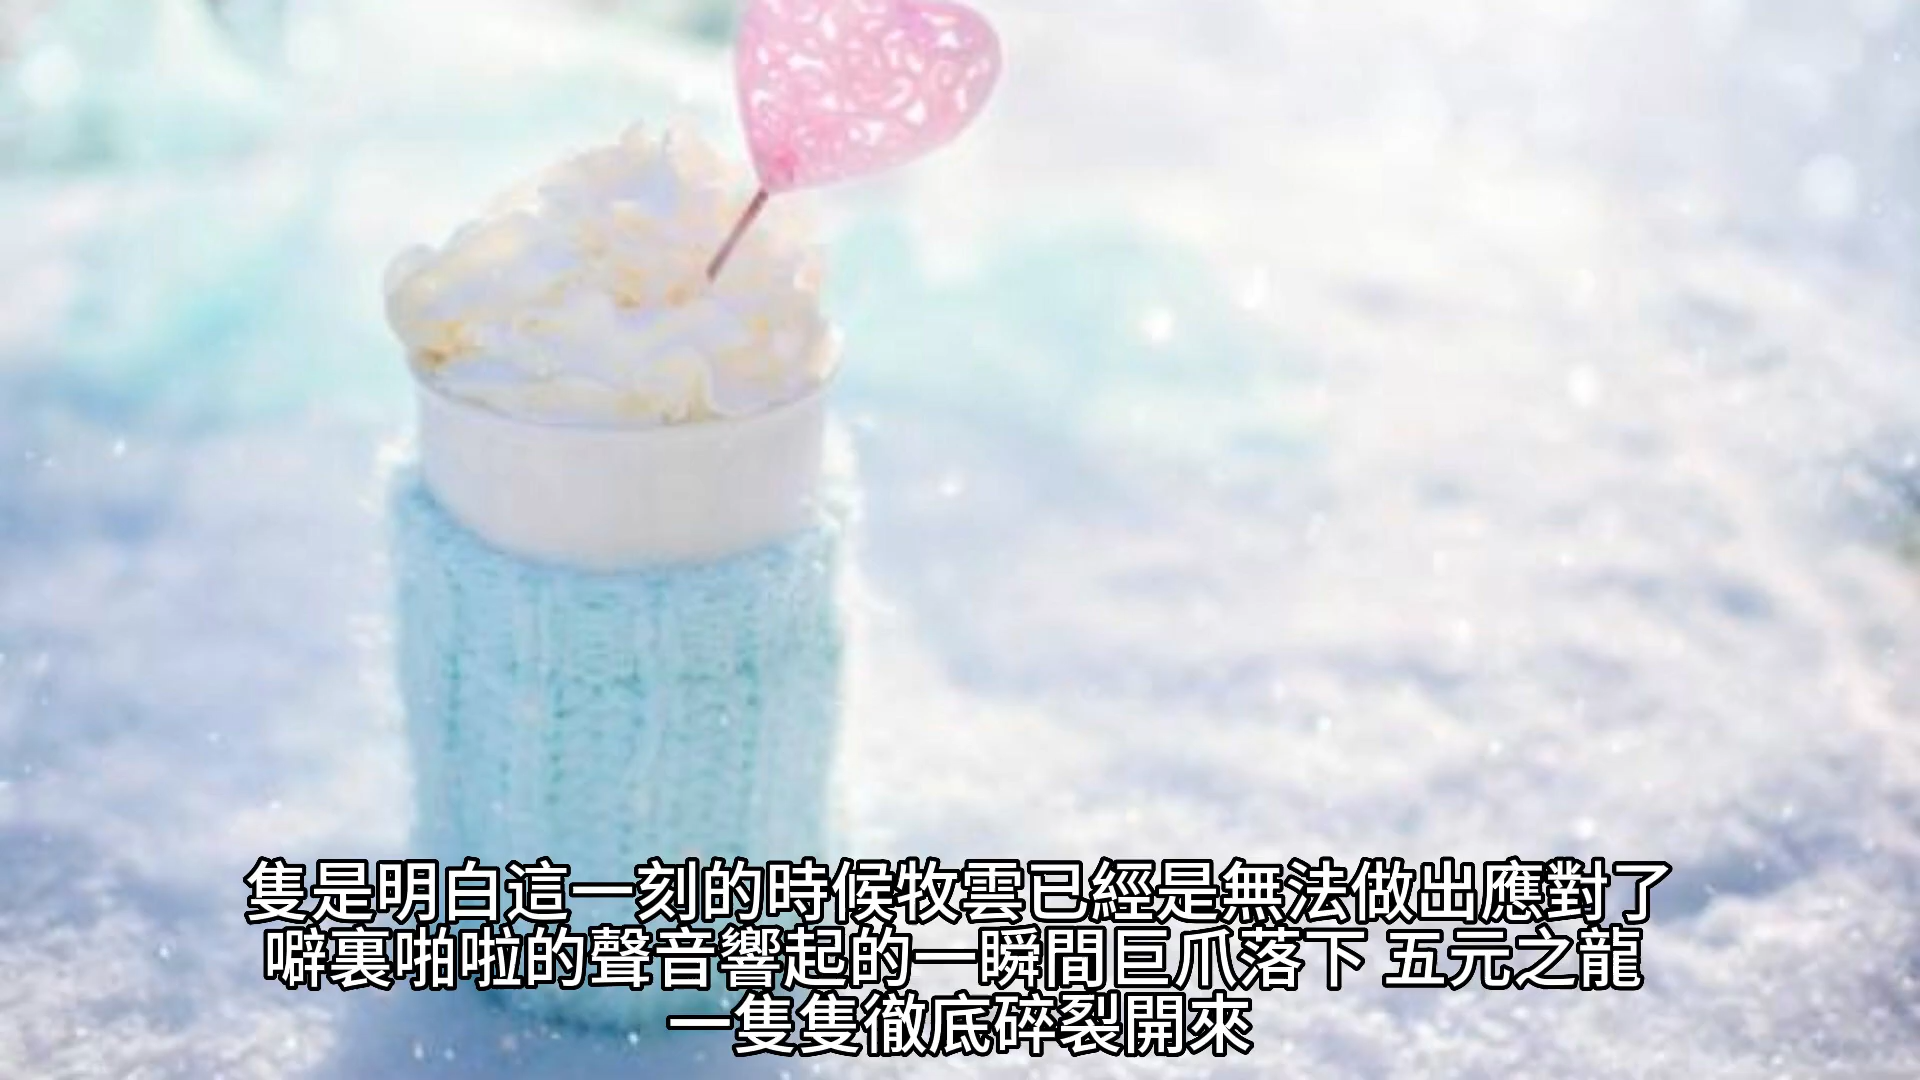 隻是明白這一刻的時候牧雲已經是無法做出應對了
噼裏啪啦的聲音響起的一瞬間巨爪落下 五元之龍
一隻隻徹底碎裂開來